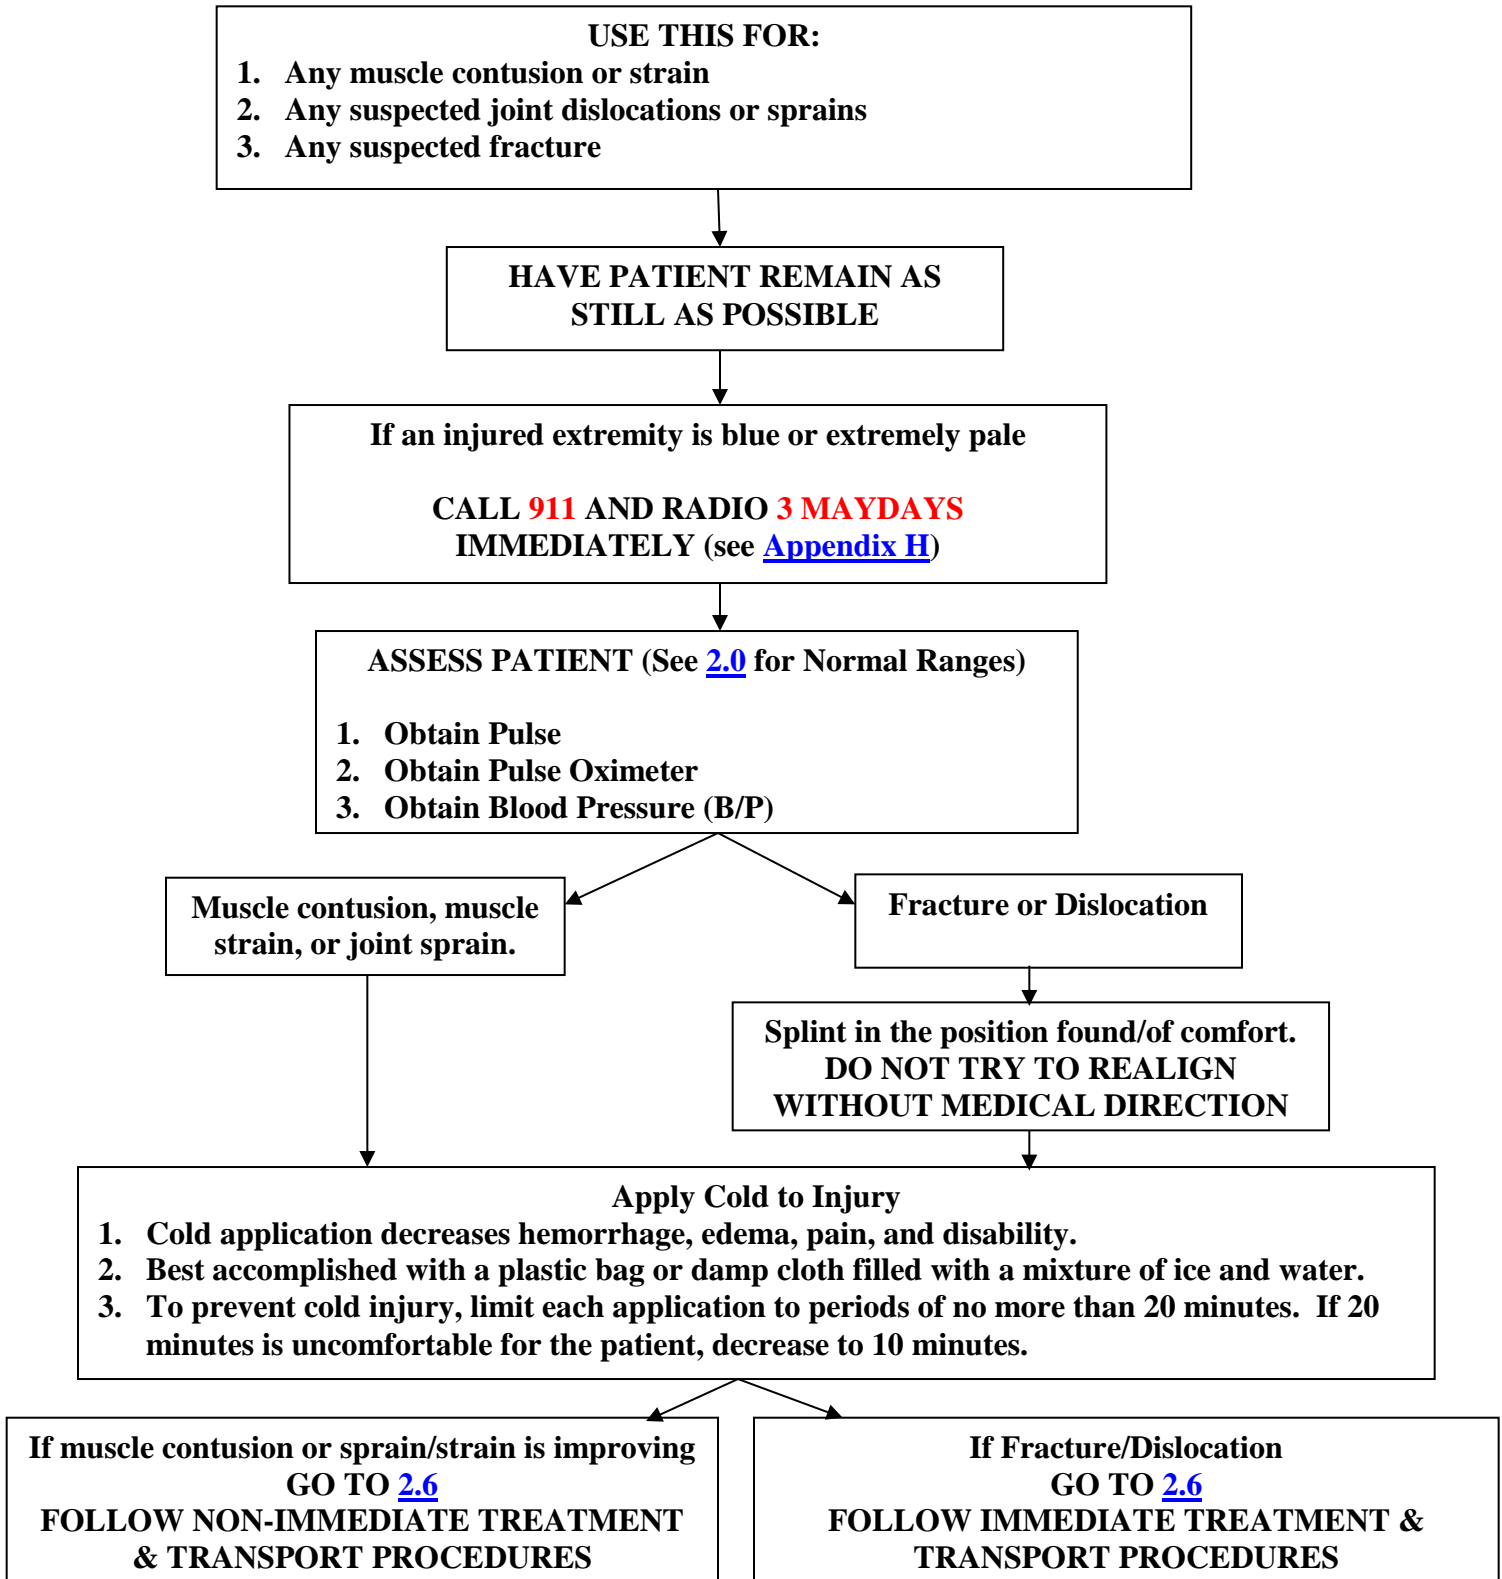 USE THIS FOR:
1. Any muscle contusion or strain
2. Any suspected joint dislocations or sprains
3. Any suspected fracture
HAVE PATIENT REMAIN AS
STILL AS POSSIBLE
If an injured extremity is blue or extremely pale
CALL 911 AND RADIO 3 MAYDAYS
IMMEDIATELY (see Appendix H)
ASSESS PATIENT (See 2.0 for Normal Ranges)
1. Obtain Pulse
2. Obtain Pulse Oximeter
3. Obtain Blood Pressure (B/P)
Muscle contusion, muscle
strain, or joint sprain.
Fracture or Dislocation
Splint in the position found/of comfort.
DO NOT TRY TO REALIGN
WITHOUT MEDICAL DIRECTION
Apply Cold to Injury
1. Cold application decreases hemorrhage, edema, pain, and disability.
2. Best accomplished with a plastic bag or damp cloth filled with a mixture of ice and water.
3. To prevent cold injury, limit each application to periods of no more than 20 minutes. If 20
minutes is uncomfortable for the patient, decrease to 10 minutes.
If muscle contusion or sprain/strain is improving
GO TO 2.6
FOLLOW NON-IMMEDIATE TREATMENT
& TRANSPORT PROCEDURES
If Fracture/Dislocation
GO TO 2.6
FOLLOW IMMEDIATE TREATMENT &
TRANSPORT PROCEDURES